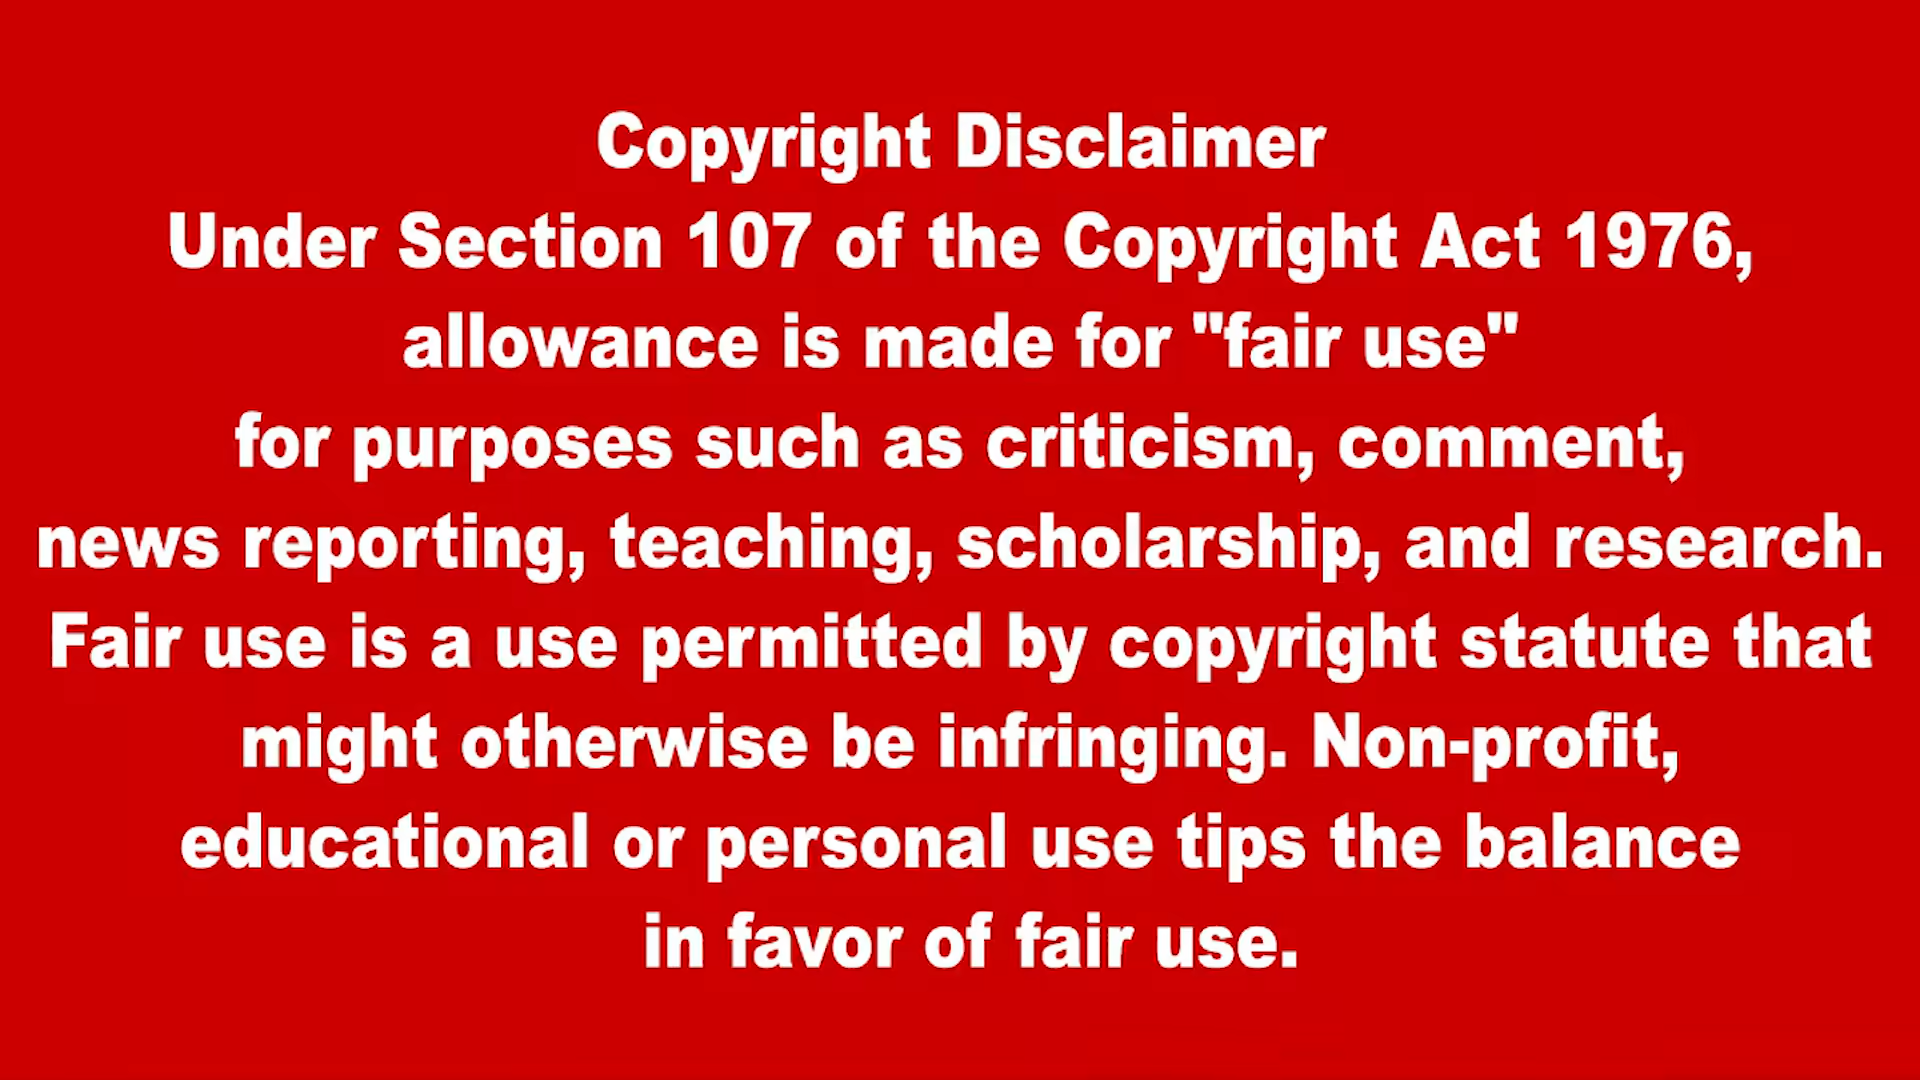 Copyright Disclaimer
Under Section 107 of the Copyright Act 1976,
allowance is made for "fair use"
for purposes such as criticism, comment,
news reporting, teaching, scholarship, and research.
Fair use is a use permitted by copyright statute that
might otherwise be infringing. Non-profit,
educational or personal use tips the balance
in favor of fair use.